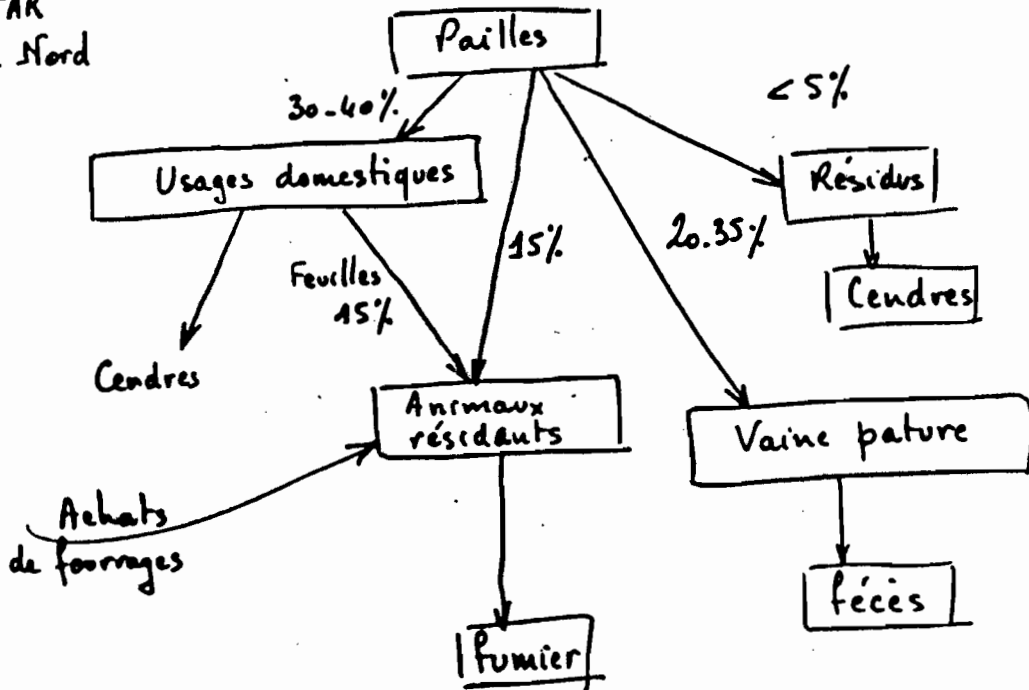 Nord
Pailles
30-40%
< 5%
Usages domestiques
Résidus
15%
20.35%
Feuilles
15%
Cendres
Cendres
Animaux
résidants
Vaine pature
Achats
de fourrages
fécès
fumier